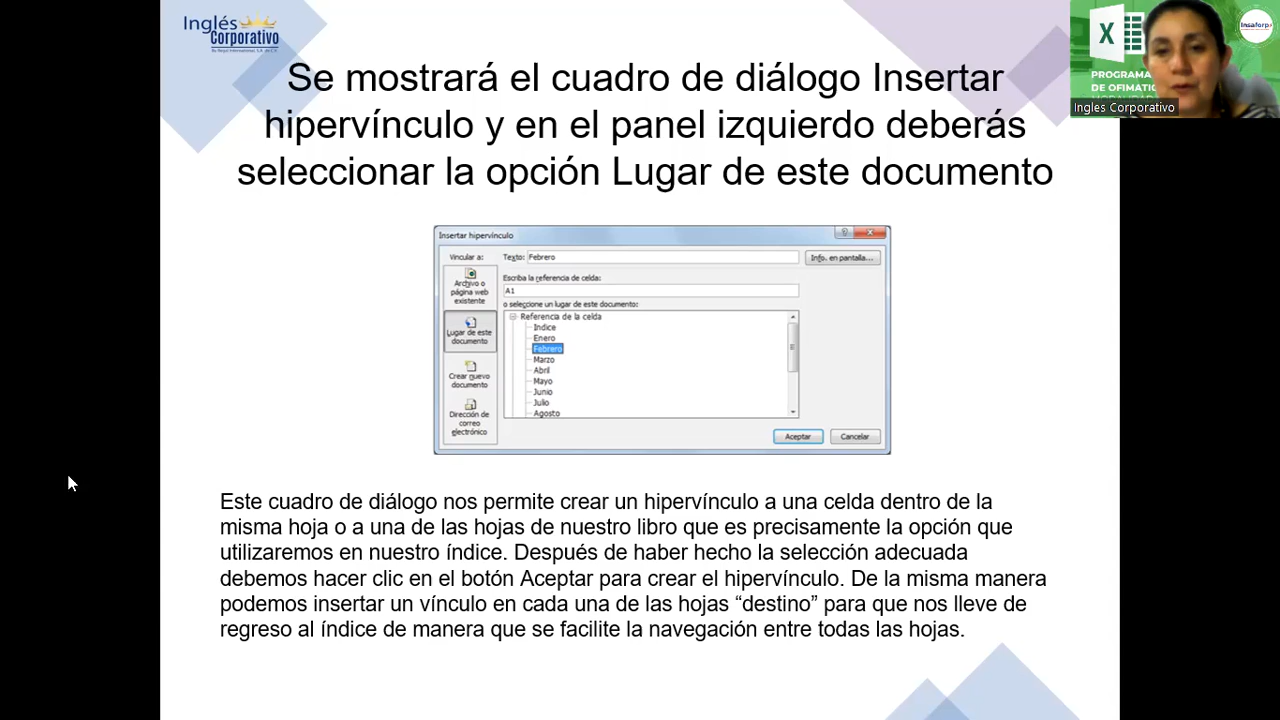 Inglés
Corporativo
PROGRAMA
DE OFIMATIC
Insaforp
Ingles Corporativo
Se mostrará el cuadro de diálogo Insertar
hipervínculo y en el panel izquierdo deberás
seleccionar la opción Lugar de este documento
Insertar hipervínculo
Vincular a:
Texto: Febrero
Info. en pantalla...
Archivo o
página web
existente
Escriba la referencia de celda:
A1
o seleccione un lugar de este documento:
Lugar de este
documento
Referencia de la celda
Indice
Enero
Febrero
Marzo
Abril
Mayo
Junio
Julio
Agosto
Crear nuevo
documento
Dirección de
correo
electrónico
Aceptar
Cancelar
Este cuadro de diálogo nos permite crear un hipervínculo a una celda dentro de la
misma hoja o a una de las hojas de nuestro libro que es precisamente la opción que
utilizaremos en nuestro índice. Después de haber hecho la selección adecuada
debemos hacer clic en el botón Aceptar para crear el hipervínculo. De la misma manera
podemos insertar un vínculo en cada una de las hojas “destino” para que nos lleve de
regreso al índice de manera que se facilite la navegación entre todas las hojas.